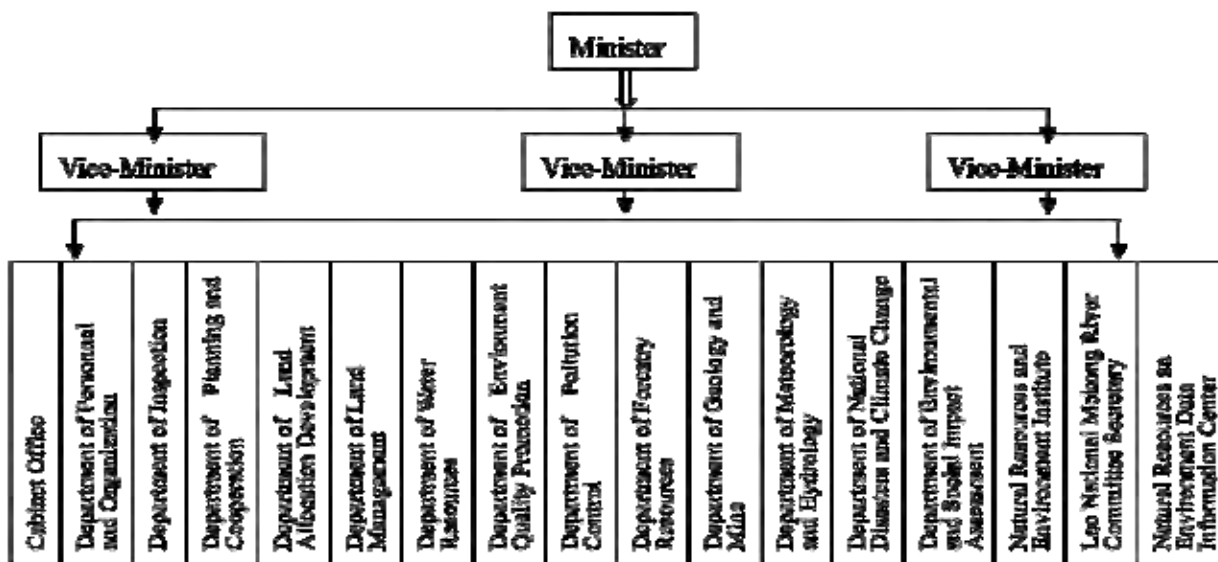 Minister
Vice-Minister
Vice-Minister
Vice-Minister
Cabinet Office
Department of Personnal
and Organization
Department of Inspection
Department of Planning and
Cooperation
Department of Land
Allocation Development
Department of Land
Management
Department of Water
Resources
Department of Enviroment
Quality Promotion
Department of Pollution
Control
Department of Forestry
Resources
Department of Geology and
Mine
Department of Meteorology
and Hydrology
Department of National
Disasters and Climate Change
Department of Environmental
and Social Impact
Assessment
Natural Resources and
Environment Institute
Lao National Mekong River
Committee Secretary
Natural Resources an
Environment Data
Information Center